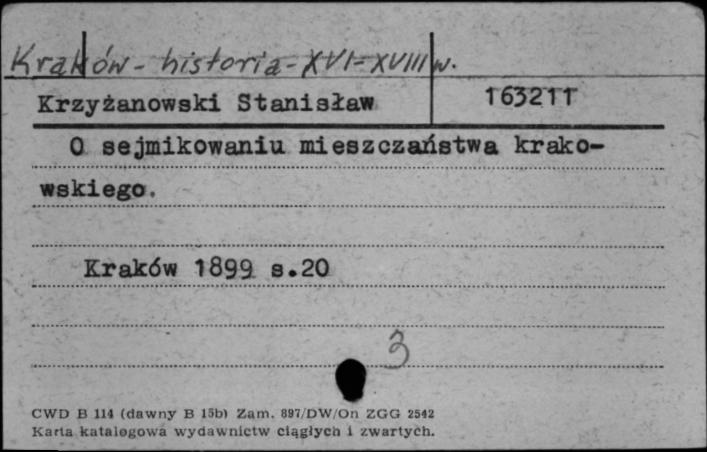 Kraków - historia - XVI-XVIII w.
Krzyżanowski Stanisław 163211
O sejmikowaniu mieszczaństwa krako-
wskiego.
Kraków 1899 s.20
3
CWD B 114 (dawny B 15b) Zam. 897/DW/On ZGG 2542
Karta katalogowa wydawnictw ciągłych i zwartych.